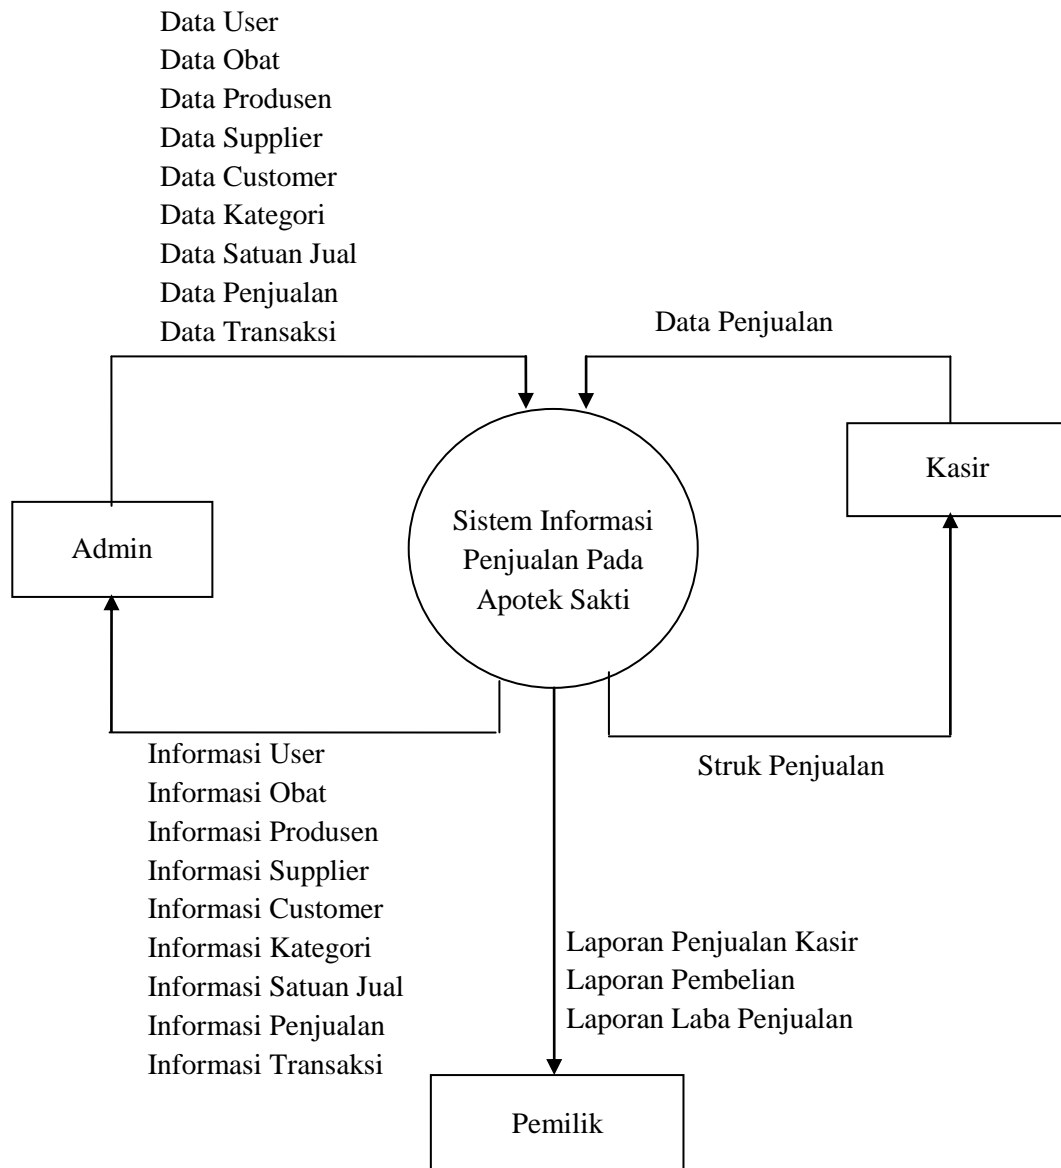 Data User
Data Obat
Data Produsen
Data Supplier
Data Customer
Data Kategori
Data Satuan Jual
Data Penjualan
Data Transaksi
Data Penjualan
Kasir
Admin
Sistem Informasi
Penjualan Pada
Apotek Sakti
Informasi User
Informasi Obat
Informasi Produsen
Informasi Supplier
Informasi Customer
Informasi Kategori
Informasi Satuan Jual
Informasi Penjualan
Informasi Transaksi
Struk Penjualan
Laporan Penjualan Kasir
Laporan Pembelian
Laporan Laba Penjualan
Pemilik